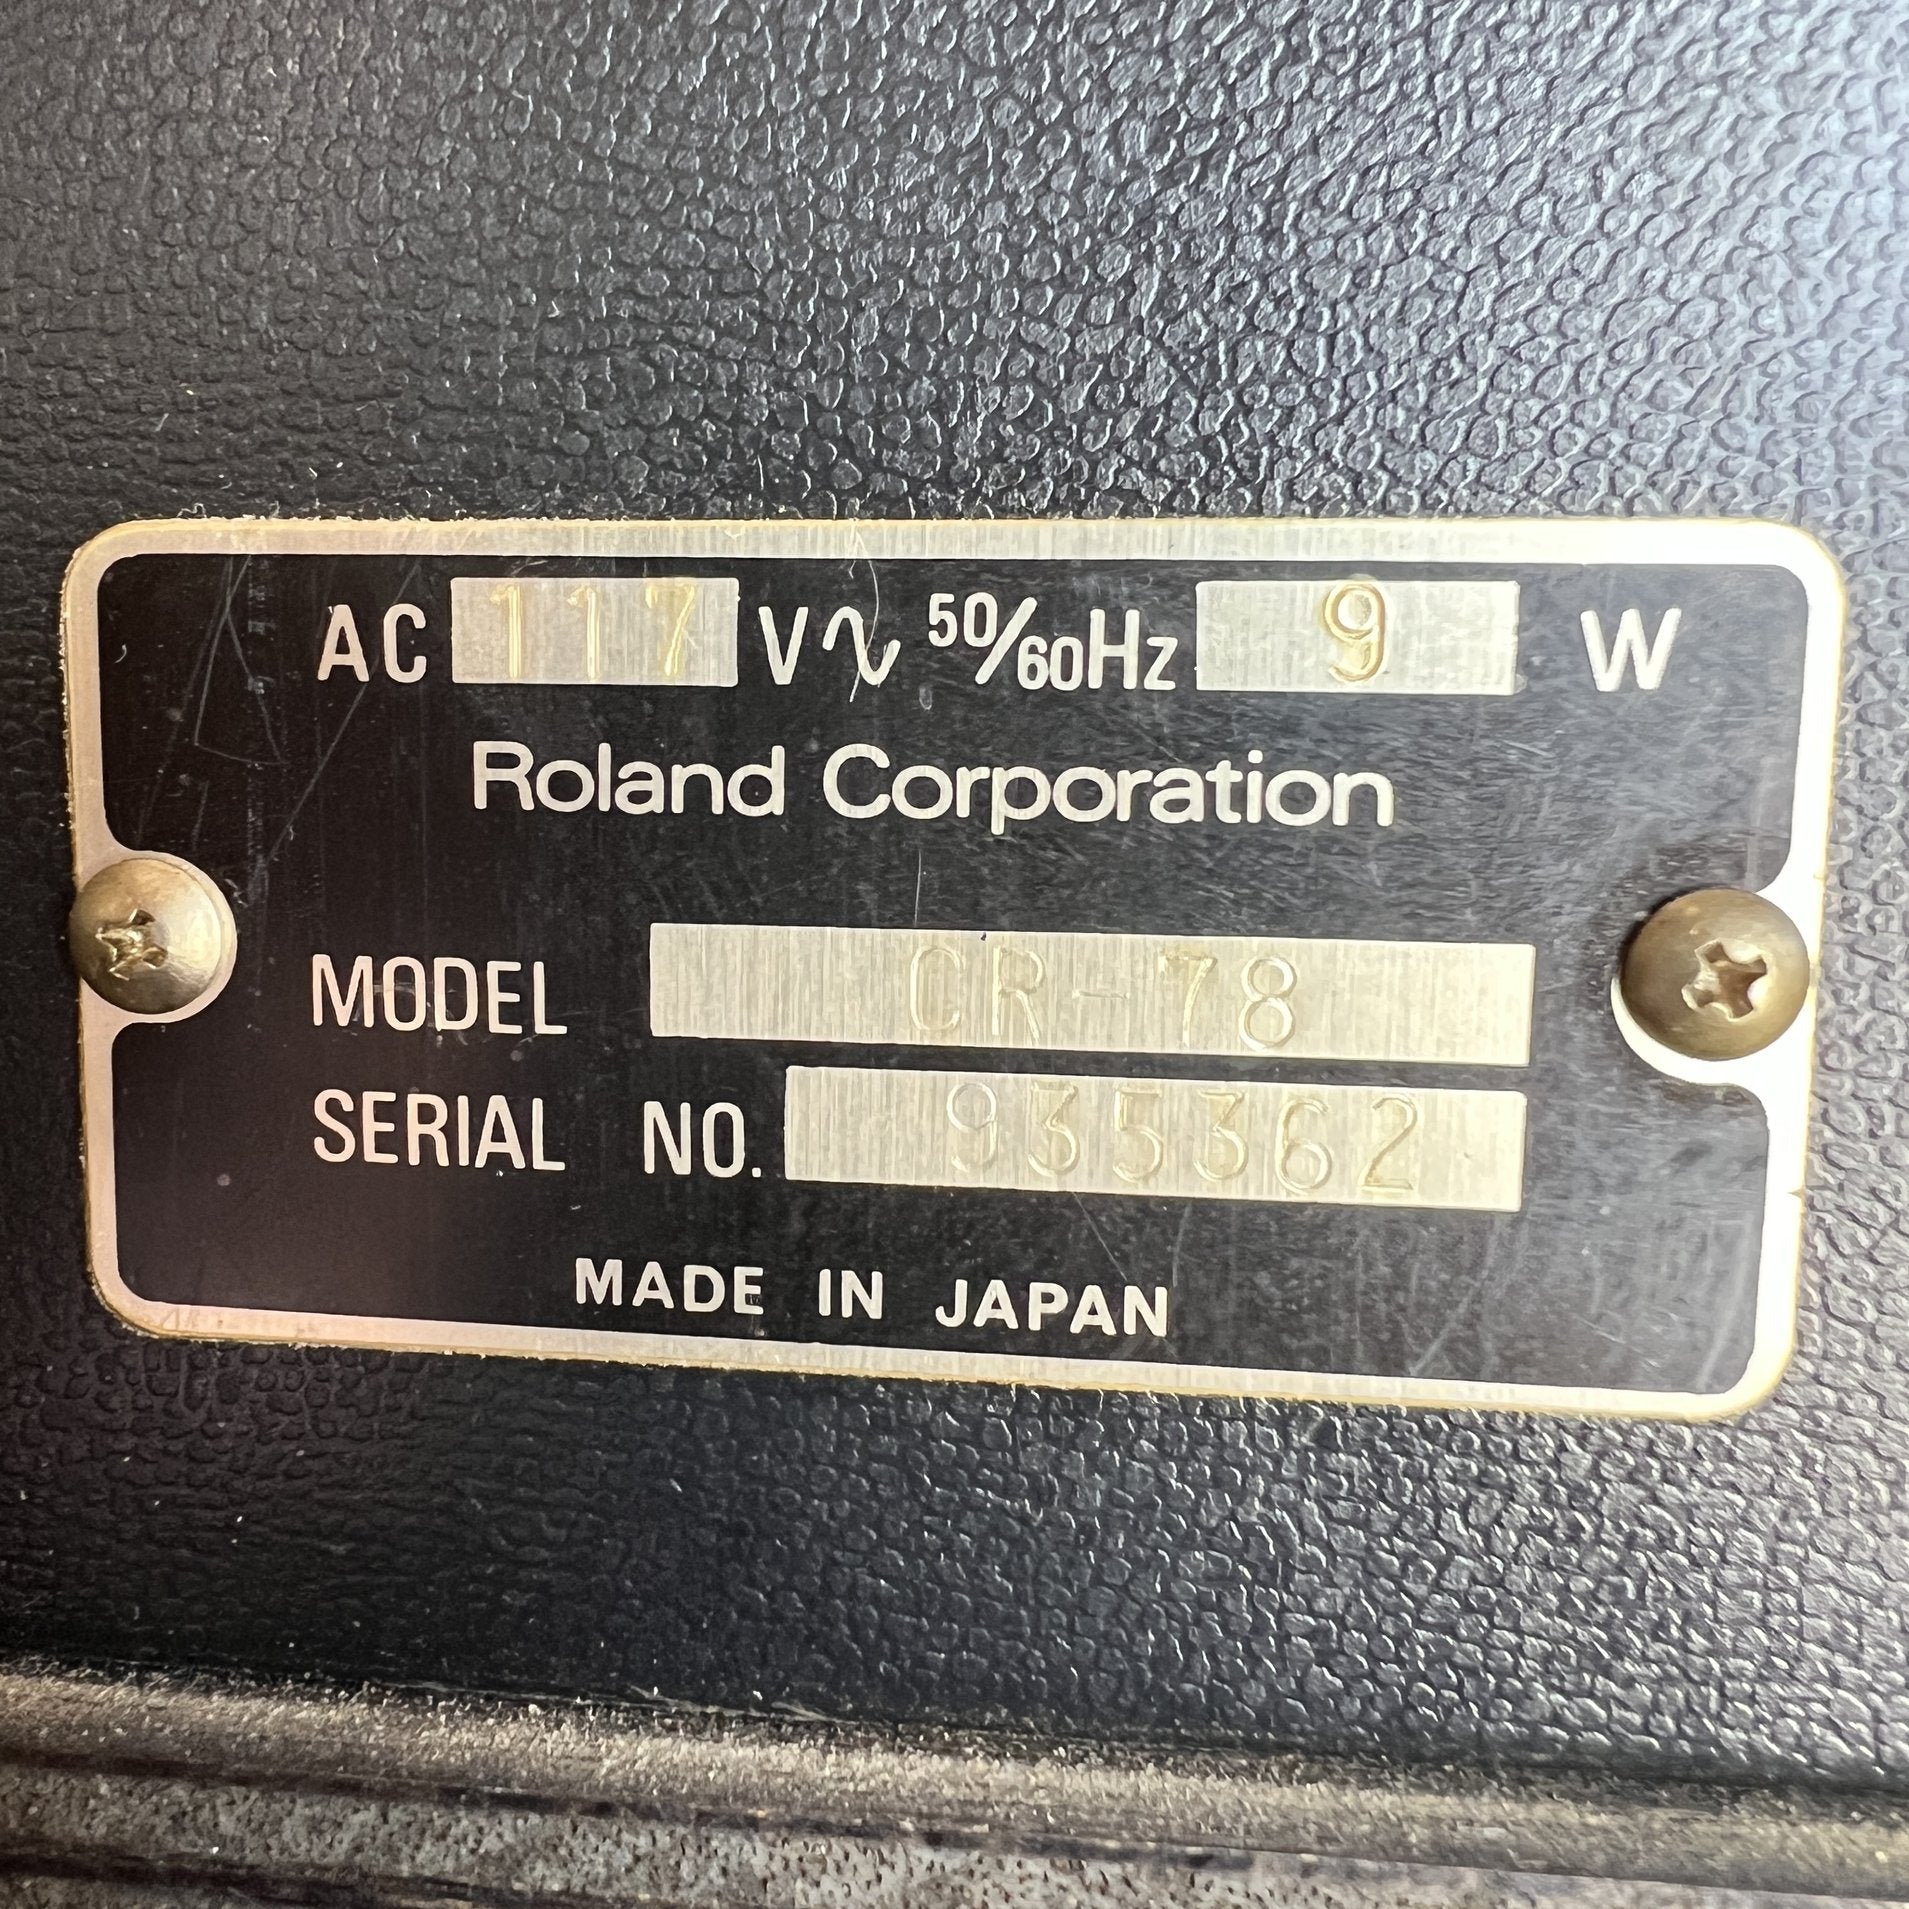 AC 117 V∿ 50/60Hz 9 W
Roland Corporation
MODEL CR-78
SERIAL NO. 935362
MADE IN JAPAN